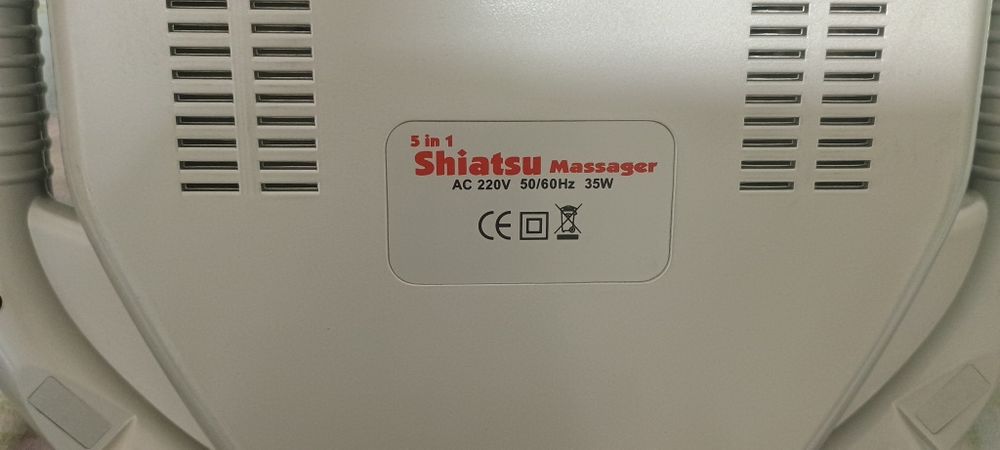 5 in 1
Shiatsu Massager
AC 220V 50/60Hz 35W
CE